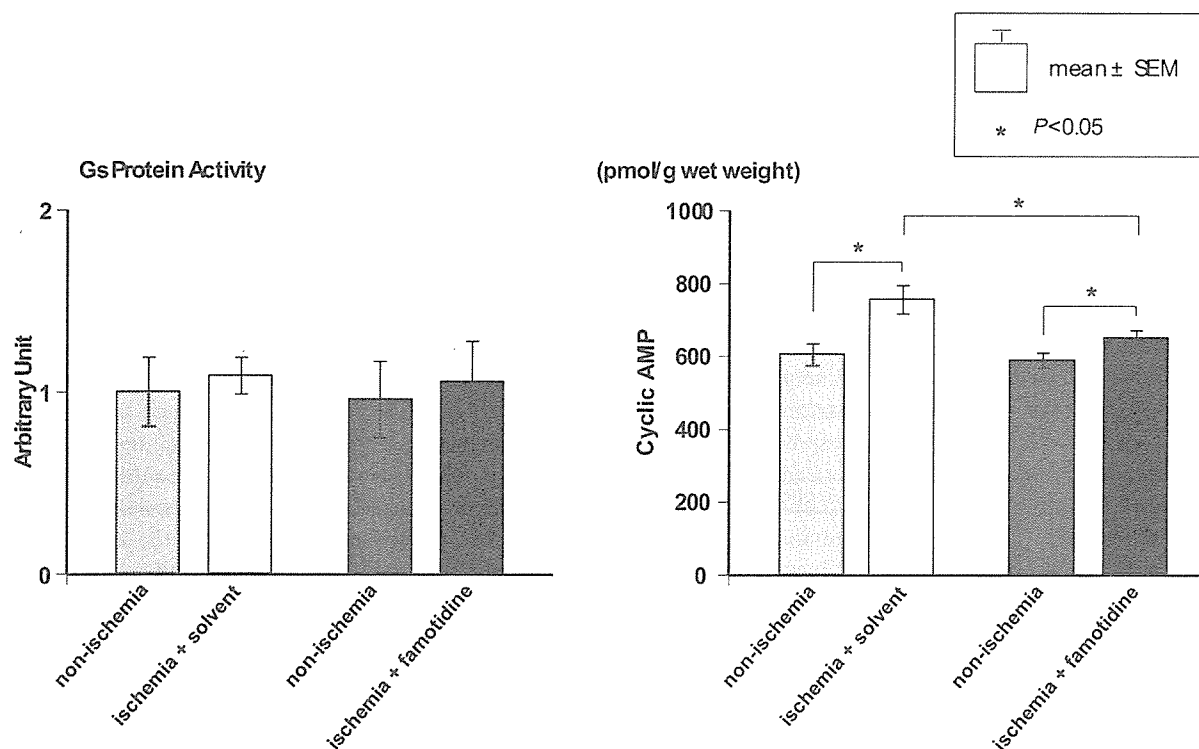 mean ± SEM
* P<0.05
Gs Protein Activity
2
1
0
Arbitrary Unit
non-ischemia
ischemia + solvent
non-ischemia
ischemia + famotidine
(pmol/g wet weight)
1000
800
600
400
200
0
Cyclic AMP
*
*
*
non-ischemia
ischemia + solvent
non-ischemia
ischemia + famotidine